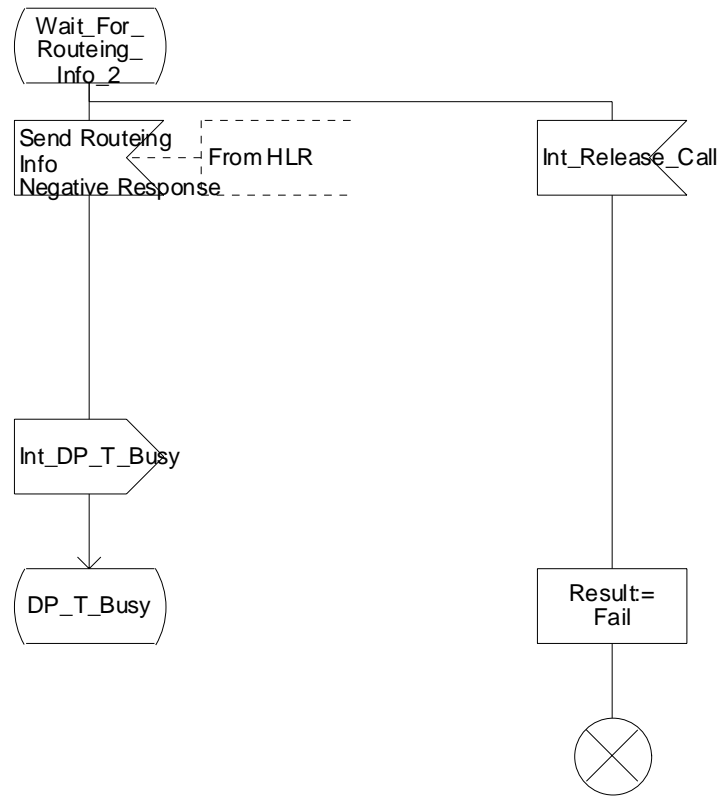 Wait_For_
Routeing_
Info_2
Send Routeing
Info
Negative Response
From HLR
Int_Release_Call
Int_DP_T_Busy
DP_T_Busy
Result:=
Fail